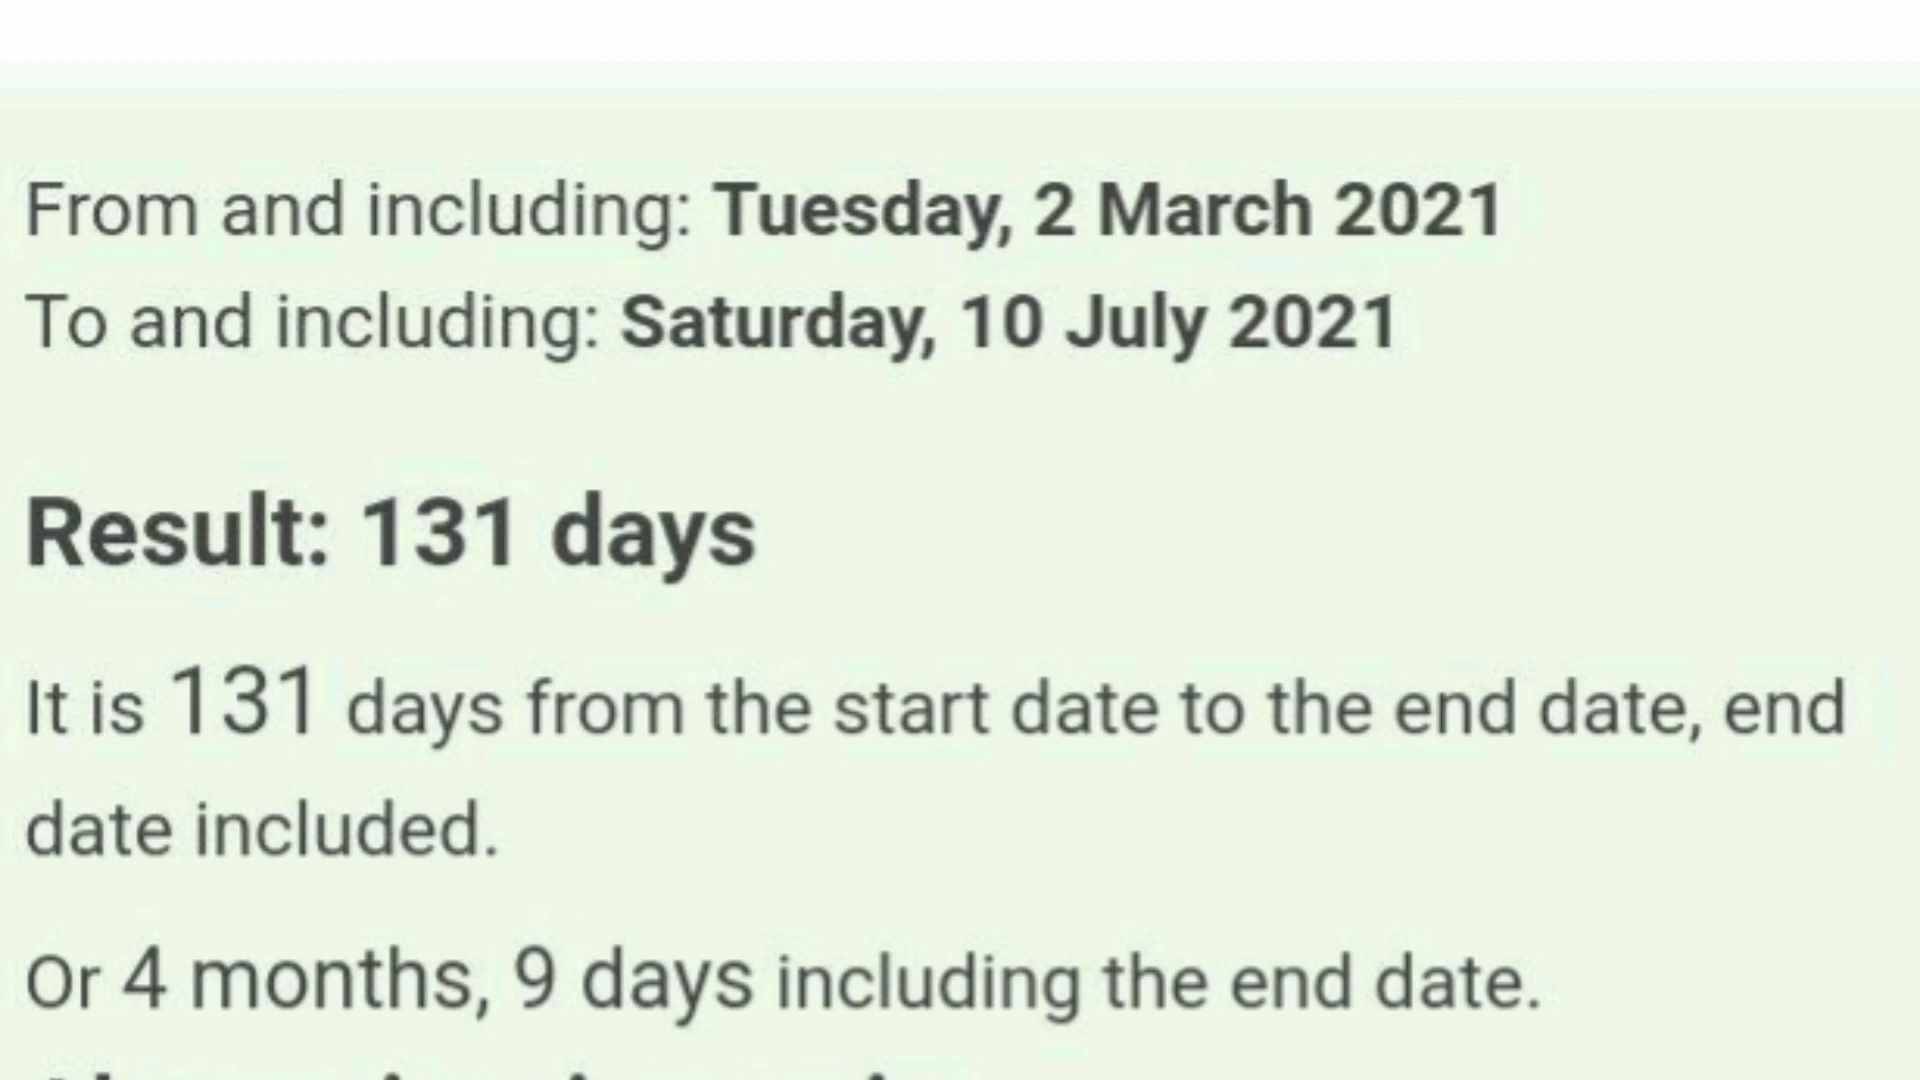 From and including: Tuesday, 2 March 2021
To and including: Saturday, 10 July 2021
Result: 131 days
It is 131 days from the start date to the end date, end
date included.
Or 4 months, 9 days including the end date.